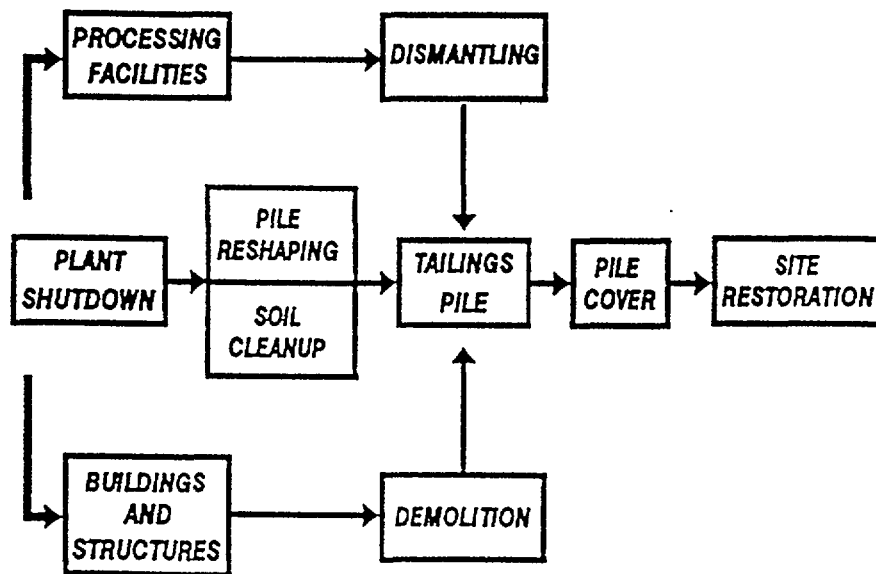 PROCESSING
FACILITIES
DISMANTLING
PLANT
SHUTDOWN
PILE
RESHAPING
SOIL
CLEANUP
TAILINGS
PILE
PILE
COVER
SITE
RESTORATION
BUILDINGS
AND
STRUCTURES
DEMOLITION